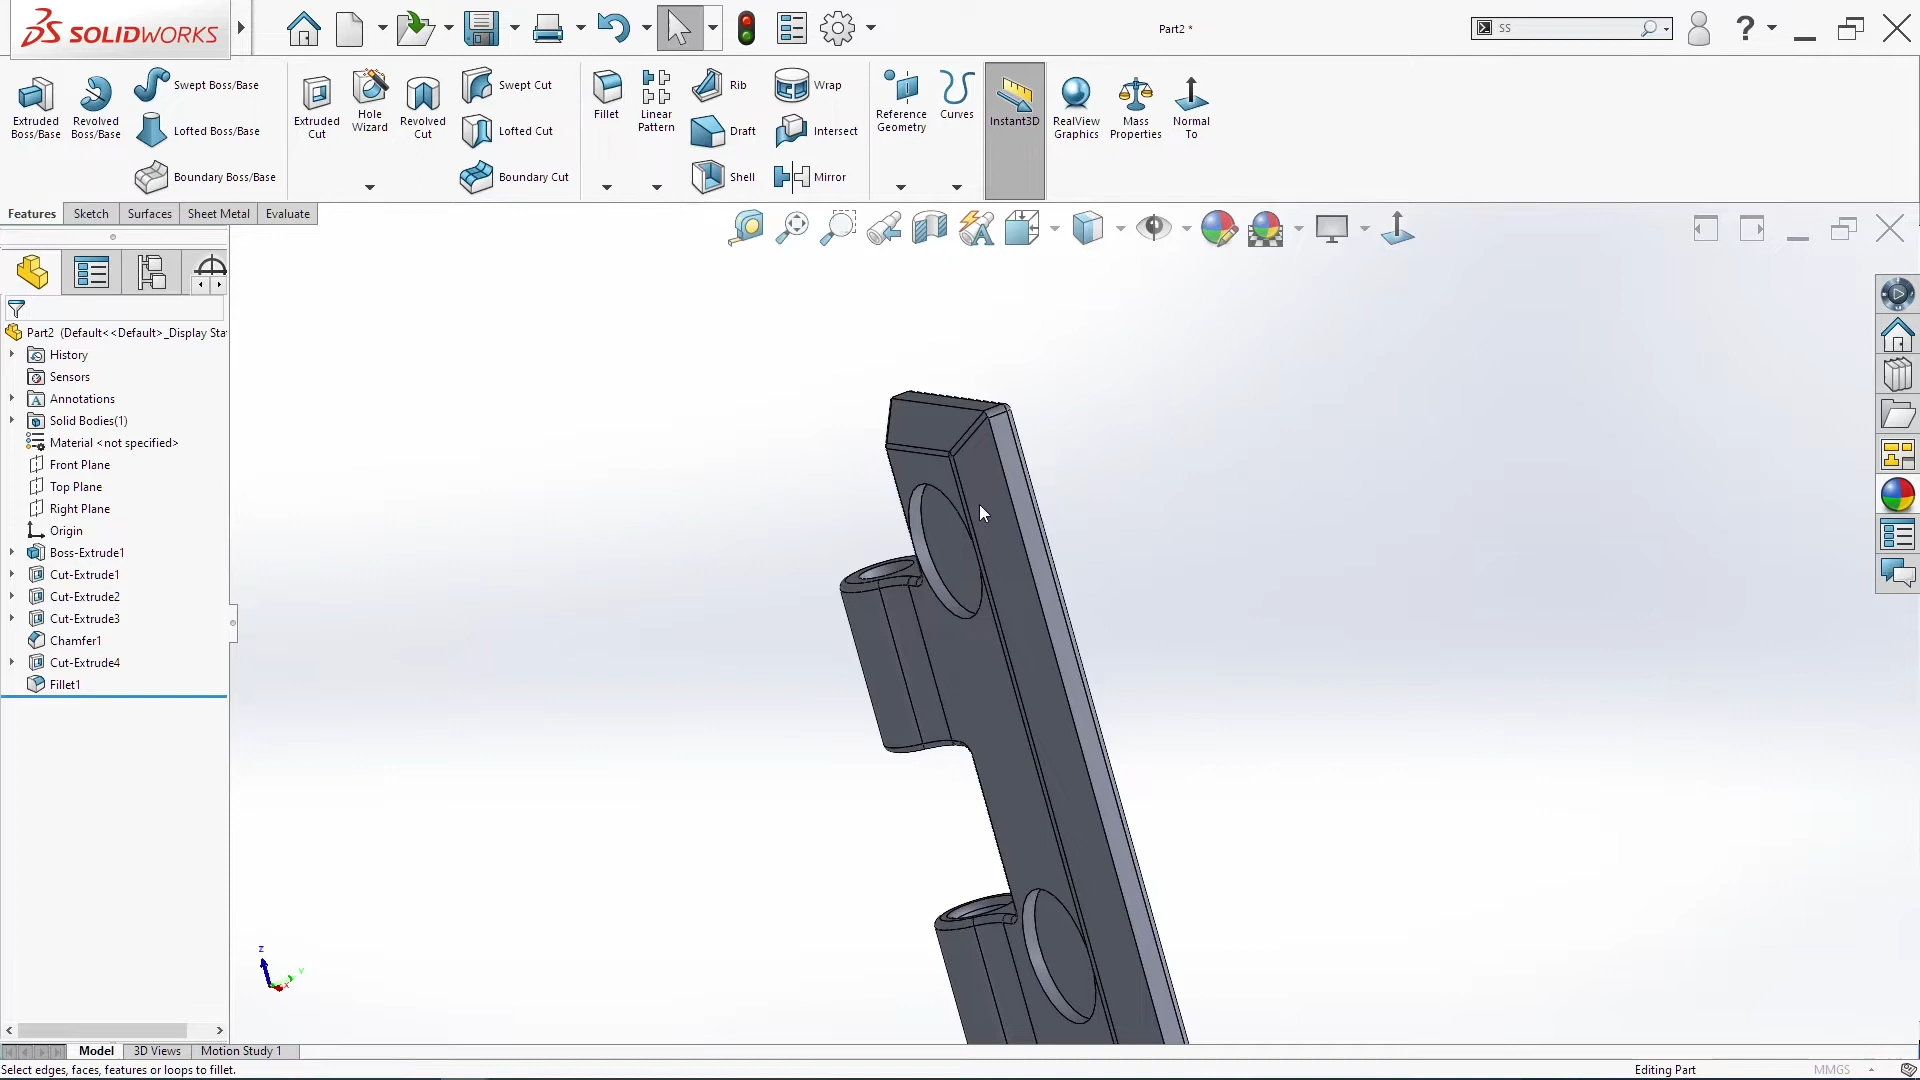 SOLIDWORKS
Part2 *
SS
?
Extruded Boss/Base
Revolved Boss/Base
Swept Boss/Base
Lofted Boss/Base
Boundary Boss/Base
Extruded Cut
Hole Wizard
Revolved Cut
Swept Cut
Lofted Cut
Boundary Cut
Fillet
Linear Pattern
Rib
Draft
Shell
Wrap
Intersect
Mirror
Reference Geometry
Curves
Instant3D
RealView Graphics
Mass Properties
Normal To
Features Sketch Surfaces Sheet Metal Evaluate
Part2 (Default<<Default>_Display Sta
History
Sensors
Annotations
Solid Bodies(1)
Material <not specified>
Front Plane
Top Plane
Right Plane
Origin
Boss-Extrude1
Cut-Extrude1
Cut-Extrude2
Cut-Extrude3
Chamfer1
Cut-Extrude4
Fillet1
Z
Y
X
Model 3D Views Motion Study 1
Select edges, faces, features or loops to fillet.
Editing Part
MMGS